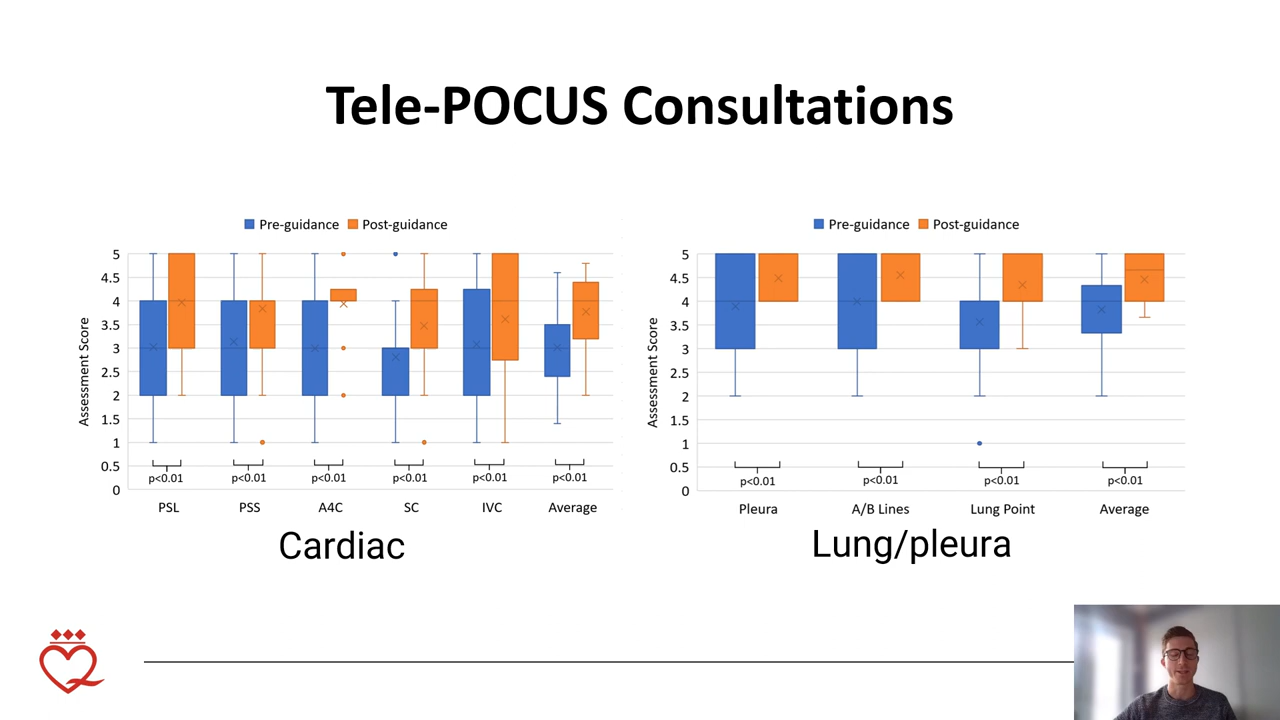 Tele-POCUS Consultations
Pre-guidance Post-guidance
Assessment Score
5
4.5
4
3.5
3
2.5
2
1.5
1
0.5
0
p<0.01 p<0.01 p<0.01 p<0.01 p<0.01 p<0.01
PSL PSS A4C SC IVC Average
Cardiac
Pre-guidance Post-guidance
Assessment Score
5
4.5
4
3.5
3
2.5
2
1.5
1
0.5
0
p<0.01 p<0.01 p<0.01 p<0.01
Pleura A/B Lines Lung Point Average
Lung/pleura